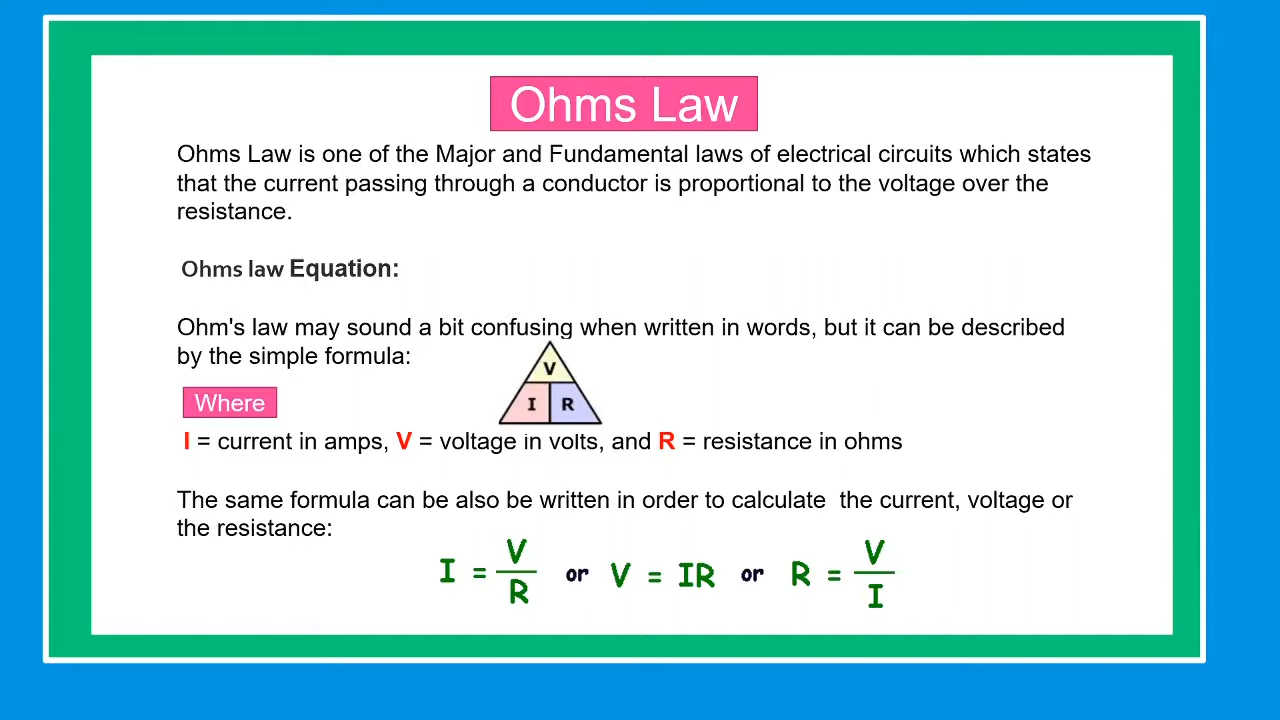 Ohms Law
Ohms Law is one of the Major and Fundamental laws of electrical circuits which states
that the current passing through a conductor is proportional to the voltage over the
resistance.
Ohms law Equation:
Ohm's law may sound a bit confusing when written in words, but it can be described
by the simple formula:
V
I R
Where
I = current in amps, V = voltage in volts, and R = resistance in ohms
The same formula can be also be written in order to calculate  the current, voltage or
the resistance:
I = V/R or V = IR or R = V/I